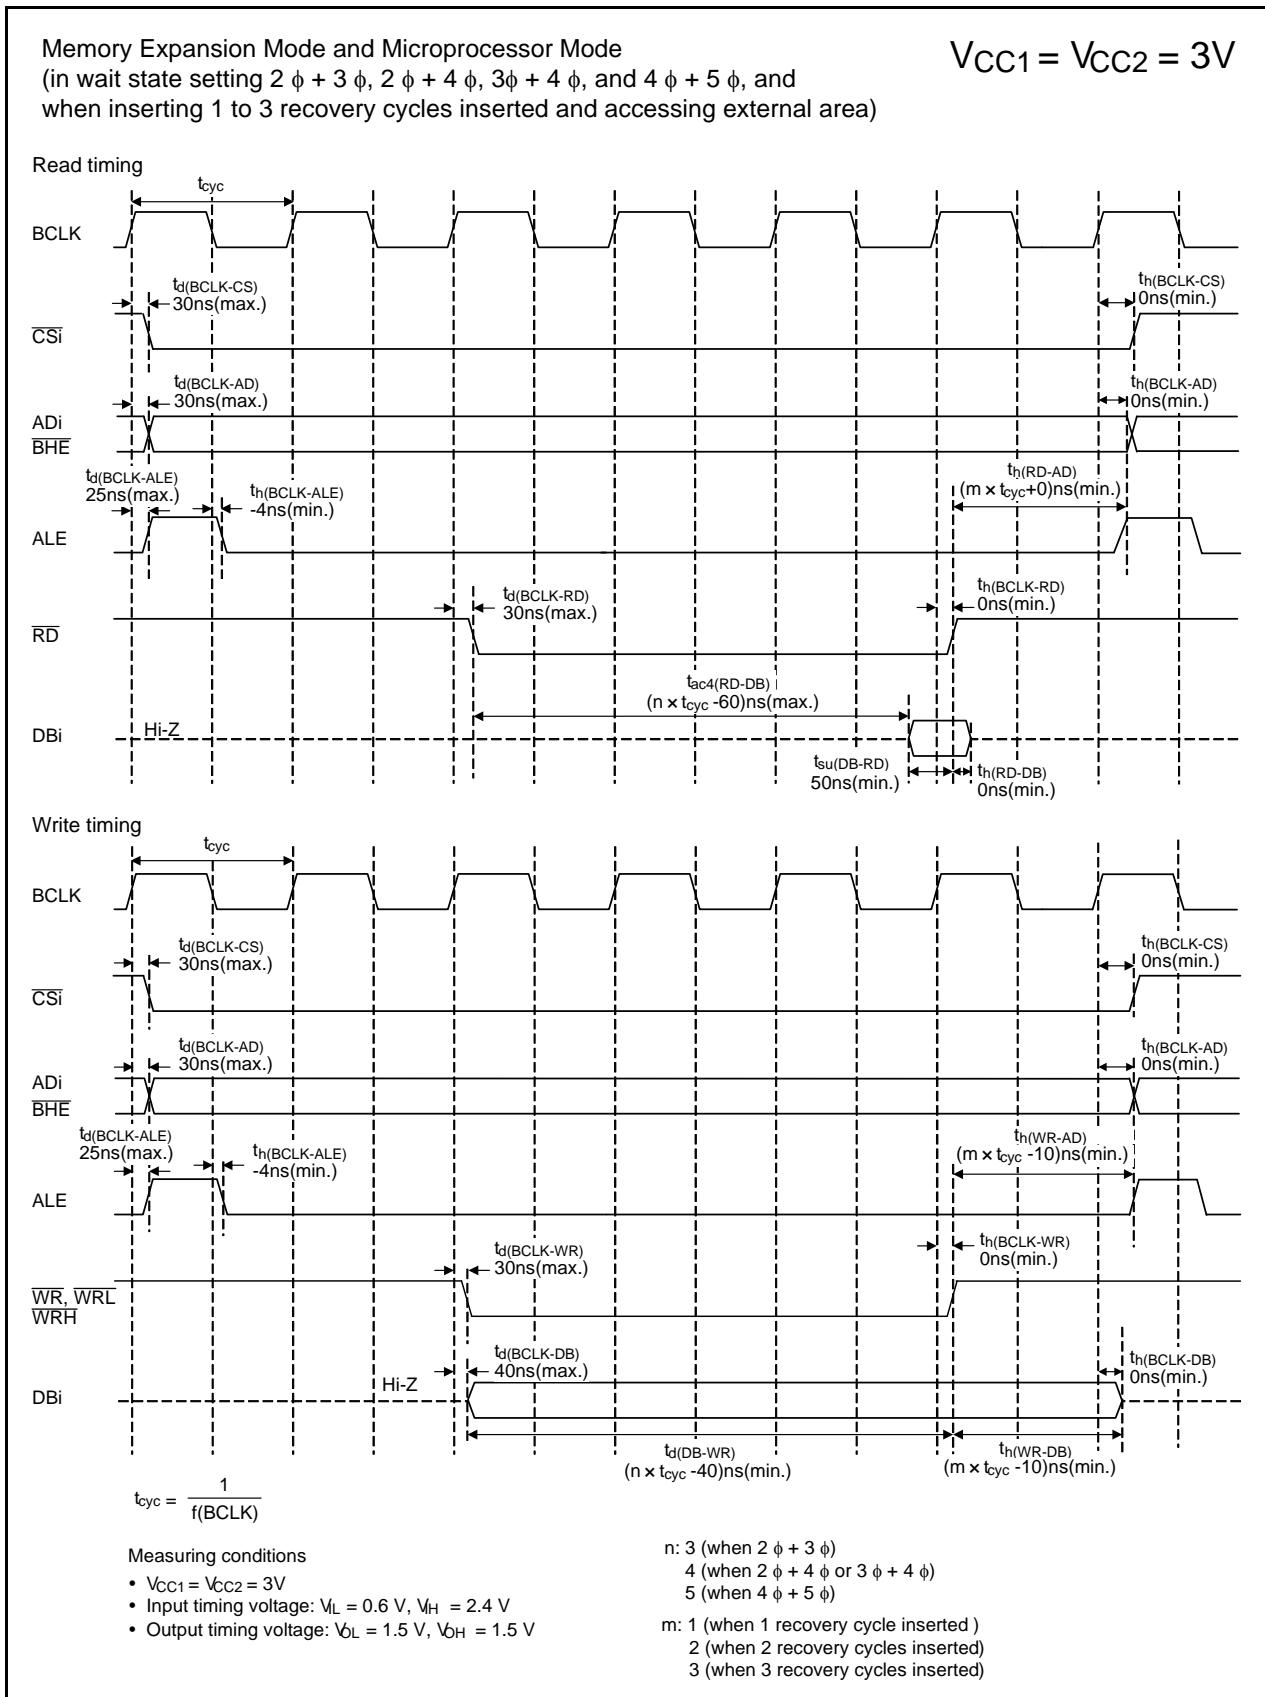 Memory Expansion Mode and Microprocessor Mode
(in wait state setting 2 φ + 3 φ, 2 φ + 4 φ, 3φ + 4 φ, and 4 φ + 5 φ, and
when inserting 1 to 3 recovery cycles inserted and accessing external area)
VCC1 = VCC2 = 3V
Read timing
tcyc
BCLK
td(BCLK-CS)
30ns(max.)
th(BCLK-CS)
0ns(min.)
CSi
td(BCLK-AD)
30ns(max.)
th(BCLK-AD)
0ns(min.)
ADi
BHE
td(BCLK-ALE)
25ns(max.)
th(BCLK-ALE)
-4ns(min.)
th(RD-AD)
(m × tcyc+0)ns(min.)
ALE
td(BCLK-RD)
30ns(max.)
th(BCLK-RD)
0ns(min.)
RD
tac4(RD-DB)
(n × tcyc -60)ns(max.)
DBi
Hi-Z
tsu(DB-RD)
50ns(min.)
th(RD-DB)
0ns(min.)
Write timing
tcyc
BCLK
td(BCLK-CS)
30ns(max.)
th(BCLK-CS)
0ns(min.)
CSi
td(BCLK-AD)
30ns(max.)
th(BCLK-AD)
0ns(min.)
ADi
BHE
td(BCLK-ALE)
25ns(max.)
th(BCLK-ALE)
-4ns(min.)
th(WR-AD)
(m × tcyc -10)ns(min.)
ALE
td(BCLK-WR)
30ns(max.)
th(BCLK-WR)
0ns(min.)
WR, WRL
WRH
td(BCLK-DB)
40ns(max.)
th(BCLK-DB)
0ns(min.)
Hi-Z
DBi
td(DB-WR)
(n × tcyc -40)ns(min.)
th(WR-DB)
(m × tcyc -10)ns(min.)
tcyc = 1
f(BCLK)
Measuring conditions
• VCC1 = VCC2 = 3V
• Input timing voltage: VIL = 0.6 V, VIH = 2.4 V
• Output timing voltage: VOL = 1.5 V, VOH = 1.5 V
n: 3 (when 2 φ + 3 φ)
4 (when 2 φ + 4 φ or 3 φ + 4 φ)
5 (when 4 φ + 5 φ)
m: 1 (when 1 recovery cycle inserted )
2 (when 2 recovery cycles inserted)
3 (when 3 recovery cycles inserted)